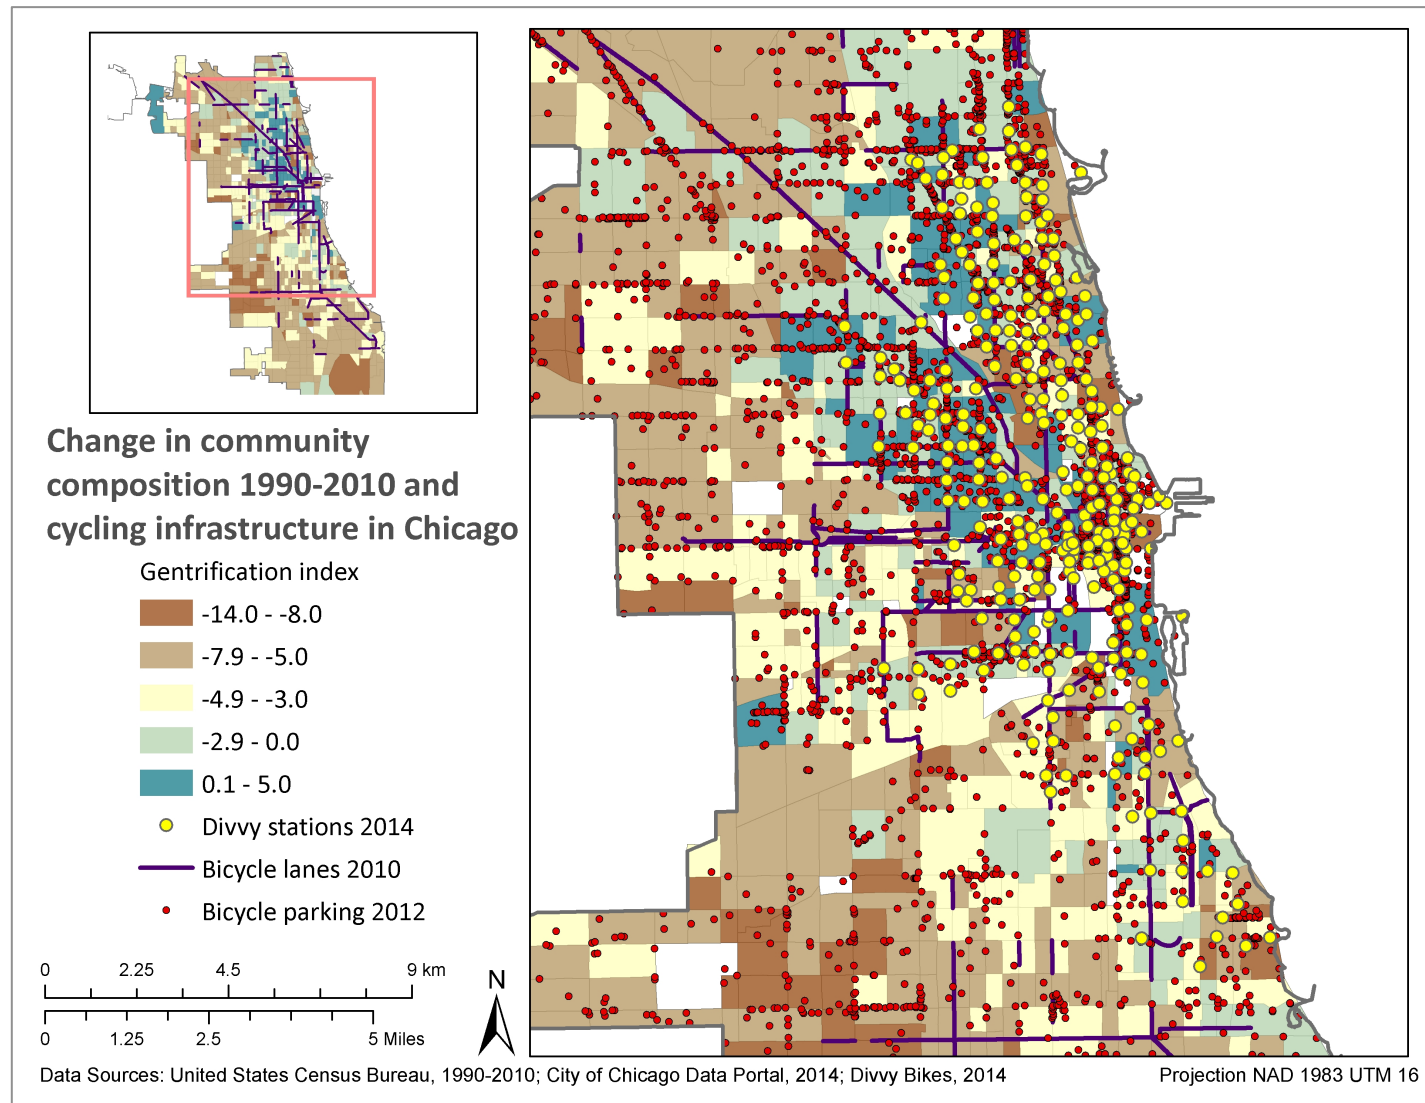 Change in community
composition 1990-2010 and
cycling infrastructure in Chicago
Gentrification index
-14.0 - -8.0
-7.9 - -5.0
-4.9 - -3.0
-2.9 - 0.0
0.1 - 5.0
Divvy stations 2014
Bicycle lanes 2010
Bicycle parking 2012
0 2.25 4.5 9 km
0 1.25 2.5 5 Miles
N
Data Sources: United States Census Bureau, 1990-2010; City of Chicago Data Portal, 2014; Divvy Bikes, 2014
Projection NAD 1983 UTM 16